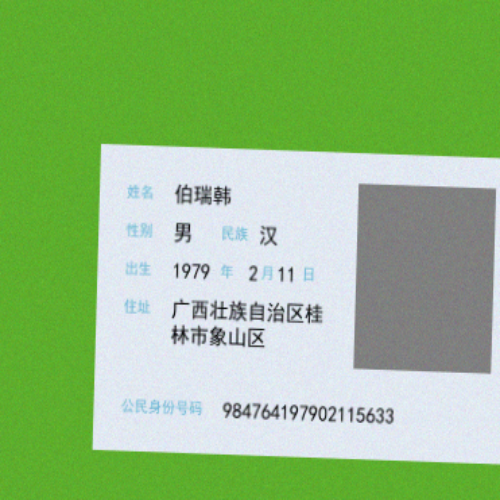 姓名 伯瑞韩
性别 男 民族 汉
出生 1979 年 2 月 11 日
住址 广西壮族自治区桂
林市象山区
公民身份号码 984764197902115633